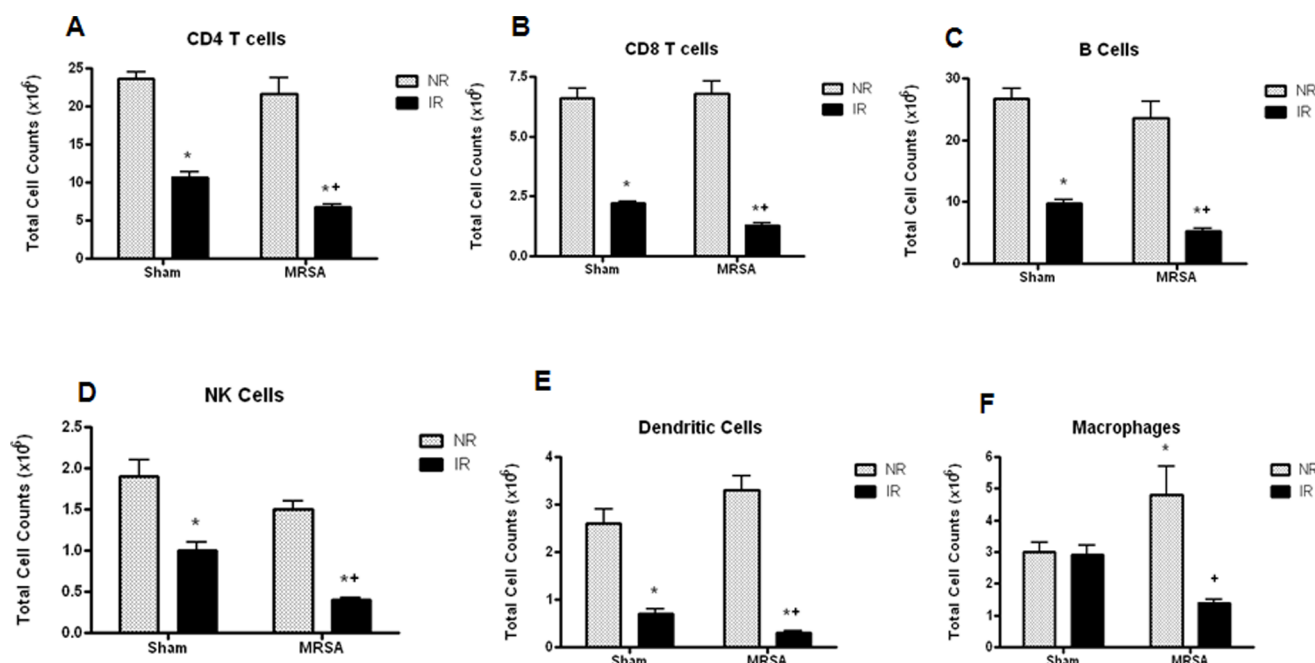 A
CD4 T cells
Total Cell Counts (x10⁶)
25
20
15
10
5
0
*
*+
Sham
MRSA
NR
IR
B
CD8 T cells
Total Cell Counts (x10⁶)
7.5
5.0
2.5
0.0
*
*+
Sham
MRSA
NR
IR
C
B Cells
Total Cell Counts (x10⁶)
30
20
10
0
*
*+
Sham
MRSA
NR
IR
D
NK Cells
Total Cell Counts (x10⁶)
2.5
2.0
1.5
1.0
0.5
0.0
*
*+
Sham
MRSA
NR
IR
E
Dendritic Cells
Total Cell Counts (x10⁶)
4
3
2
1
0
*
*+
Sham
MRSA
NR
IR
F
Macrophages
Total Cell Counts (x10⁶)
6
5
4
3
2
1
0
*
+
Sham
MRSA
NR
IR